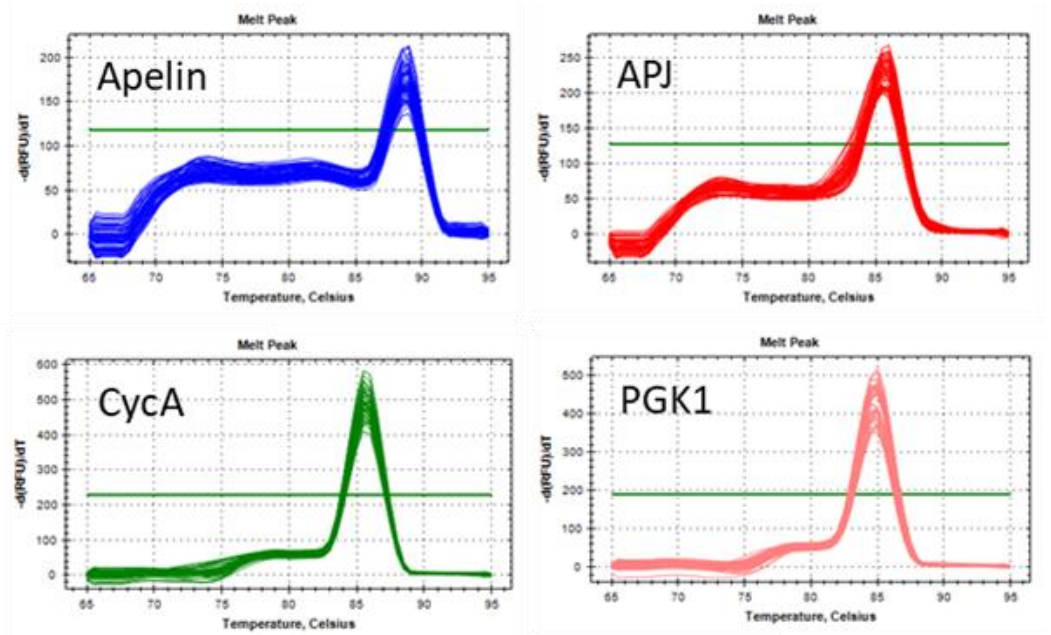 Melt Peak
Apelin
-d(RFU)/dT
200
150
100
50
0
65 70 75 80 85 90 95
Temperature, Celsius
Melt Peak
APJ
-d(RFU)/dT
250
200
150
100
50
0
65 70 75 80 85 90 95
Temperature, Celsius
Melt Peak
CycA
-d(RFU)/dT
600
500
400
300
200
100
0
65 70 75 80 85 90 95
Temperature, Celsius
Melt Peak
PGK1
-d(RFU)/dT
500
400
300
200
100
0
65 70 75 80 85 90 95
Temperature, Celsius